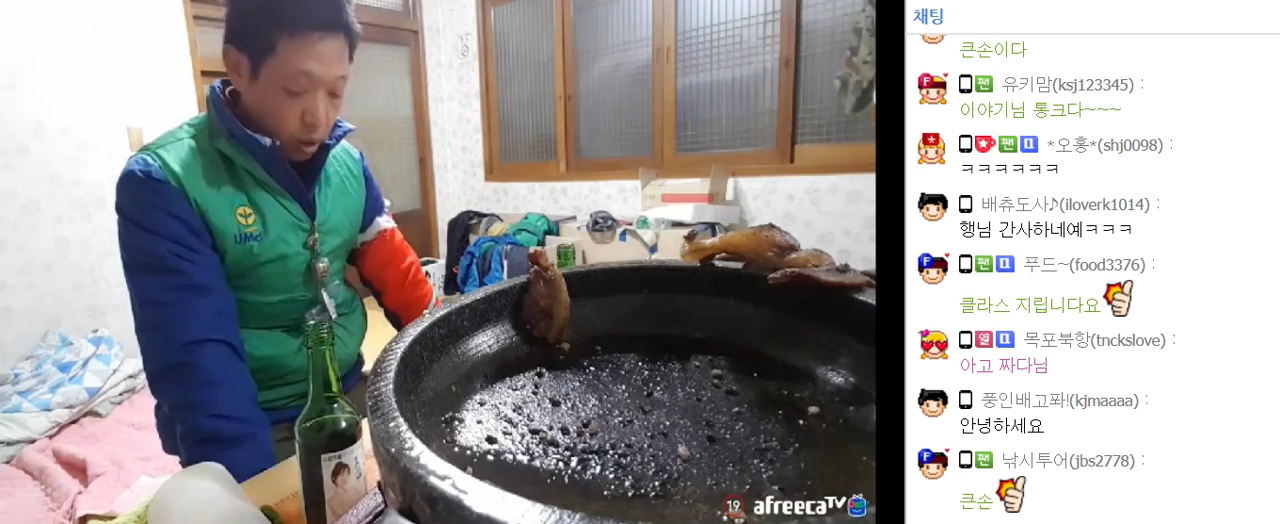 채팅
큰손이다
유키맘(ksj123345) :
이야기님 통크다~~~
*오홍*(shj0098) :
ㅋㅋㅋㅋㅋㅋ
배츄도사♪(iloverk1014) :
행님 간사하네예ㅋㅋㅋ
푸드~(food3376) :
클라스 지립니다요
목포북항(tnckslove) :
아고 짜다님
풍인배고퐈!(kjmaaaa) :
안녕하세요
낚시투어(jbs2778) :
큰손
19 afreecaTV